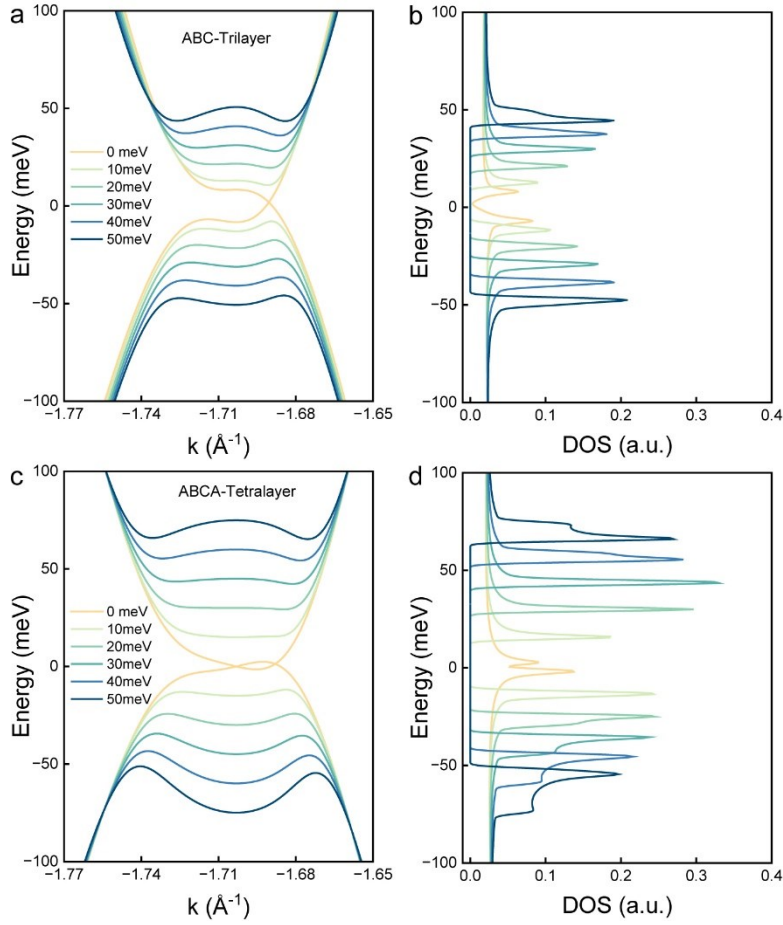 a
b
ABC-Trilayer
100
50
0
−50
−100
Energy (meV)
0 meV
10meV
20meV
30meV
40meV
50meV
−1.77
−1.74
−1.71
−1.68
−1.65
k (Å⁻¹)
100
50
0
−50
−100
Energy (meV)
0.0
0.1
0.2
0.3
0.4
DOS (a.u.)
c
d
ABCA-Tetralayer
100
50
0
−50
−100
Energy (meV)
0 meV
10meV
20meV
30meV
40meV
50meV
−1.77
−1.74
−1.71
−1.68
−1.65
k (Å⁻¹)
100
50
0
−50
−100
Energy (meV)
0.0
0.1
0.2
0.3
0.4
DOS (a.u.)